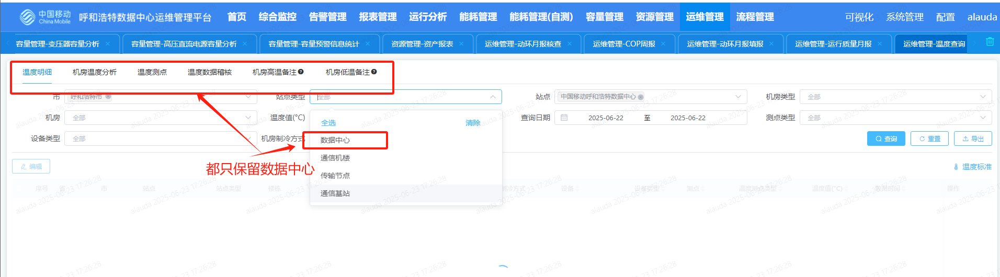 中国移动
China Mobile
呼和浩特数据中心运维管理平台 首页 综合监控 告警管理 报表管理 运行分析 能耗管理 能耗管理(自测) 容量管理 资源管理 运维管理 流程管理 可视化 系统管理 配置 alauda
容量管理-变压器容量分析 × 容量管理-高压直流电源容量分析 × 容量管理-容量预警信息统计 × 资源管理-资产报表 × 运维管理-动环月报核查 × 运维管理-COP周报 × 运维管理-动环月报填报 × 运维管理-运行质量月报 × 运维管理-温度查询
温度明细 机房温度分析 温度测点 温度数据稽核 机房高温备注 机房低温备注
市 呼和浩特市 站点类型 全部 站点 中国移动呼和浩特数据中心 机房类型 全部
机房 全部 温度值(°C) 查询日期 2025-06-22 至 2025-06-22 测点类型 全部
全选 清除
设备类型 全部 机房制冷方式 数据中心 查询 重置 导出
通信机楼
都只保留数据中心
编辑 传输节点 温度标准
序号 省 市 站点 站点类型 楼栋 制冷方式 设备 设备类型 测点 温度测点类型 温度值(°C) 数据时间 操作
通信基站
alauda 2025-06-23 17:26:28